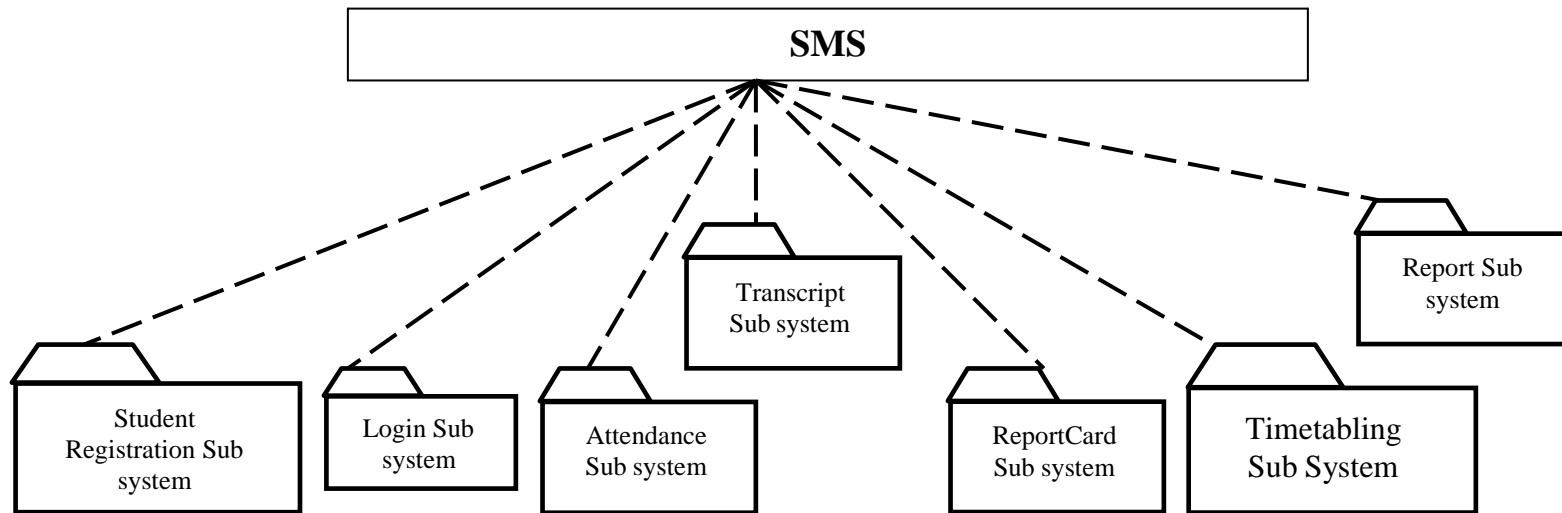 SMS
Report Sub
system
Transcript
Sub system
Student
Registration Sub
system
Login Sub
system
Attendance
Sub system
ReportCard
Sub system
Timetabling
Sub System